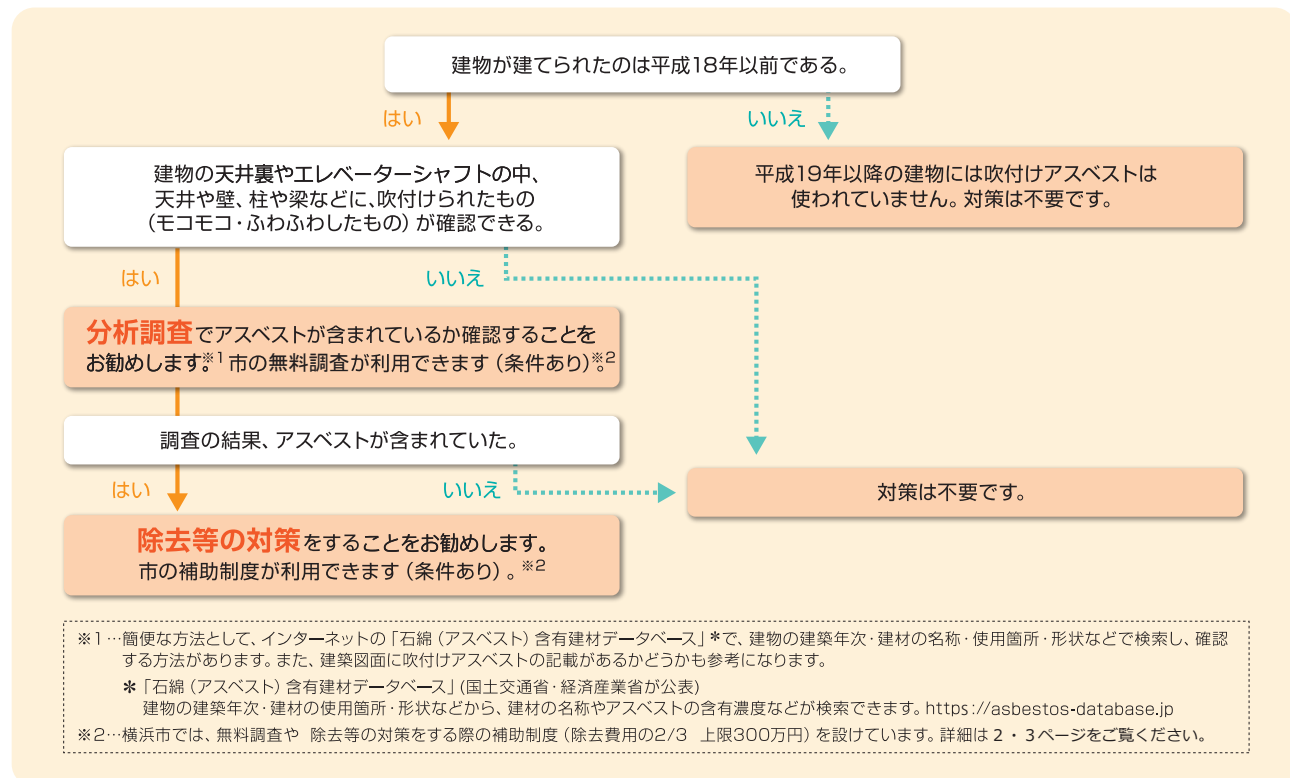 建物が建てられたのは平成18年以前である。
はい
いいえ
建物の天井裏やエレベーターシャフトの中、
天井や壁、柱や梁などに、吹付けられたもの
（モコモコ・ふわふわしたもの）が確認できる。
平成19年以降の建物には吹付けアスベストは
使われていません。対策は不要です。
はい
いいえ
分析調査でアスベストが含まれているか確認することを
お勧めします。※1 市の無料調査が利用できます（条件あり）。※2
調査の結果、アスベストが含まれていた。
はい
いいえ
対策は不要です。
除去等の対策をすることをお勧めします。
市の補助制度が利用できます（条件あり）。※2
※1…簡便な方法として、インターネットの「石綿（アスベスト）含有建材データベース」＊で、建物の建築年次・建材の名称・使用箇所・形状などで検索し、確認
する方法があります。また、建築図面に吹付けアスベストの記載があるかどうかも参考になります。
＊「石綿（アスベスト）含有建材データベース」(国土交通省・経済産業省が公表)
建物の建築年次・建材の使用箇所・形状などから、建材の名称やアスベストの含有濃度などが検索できます。https://asbestos-database.jp
※2…横浜市では、無料調査や 除去等の対策をする際の補助制度（除去費用の2/3 上限300万円）を設けています。詳細は2・3ページをご覧ください。